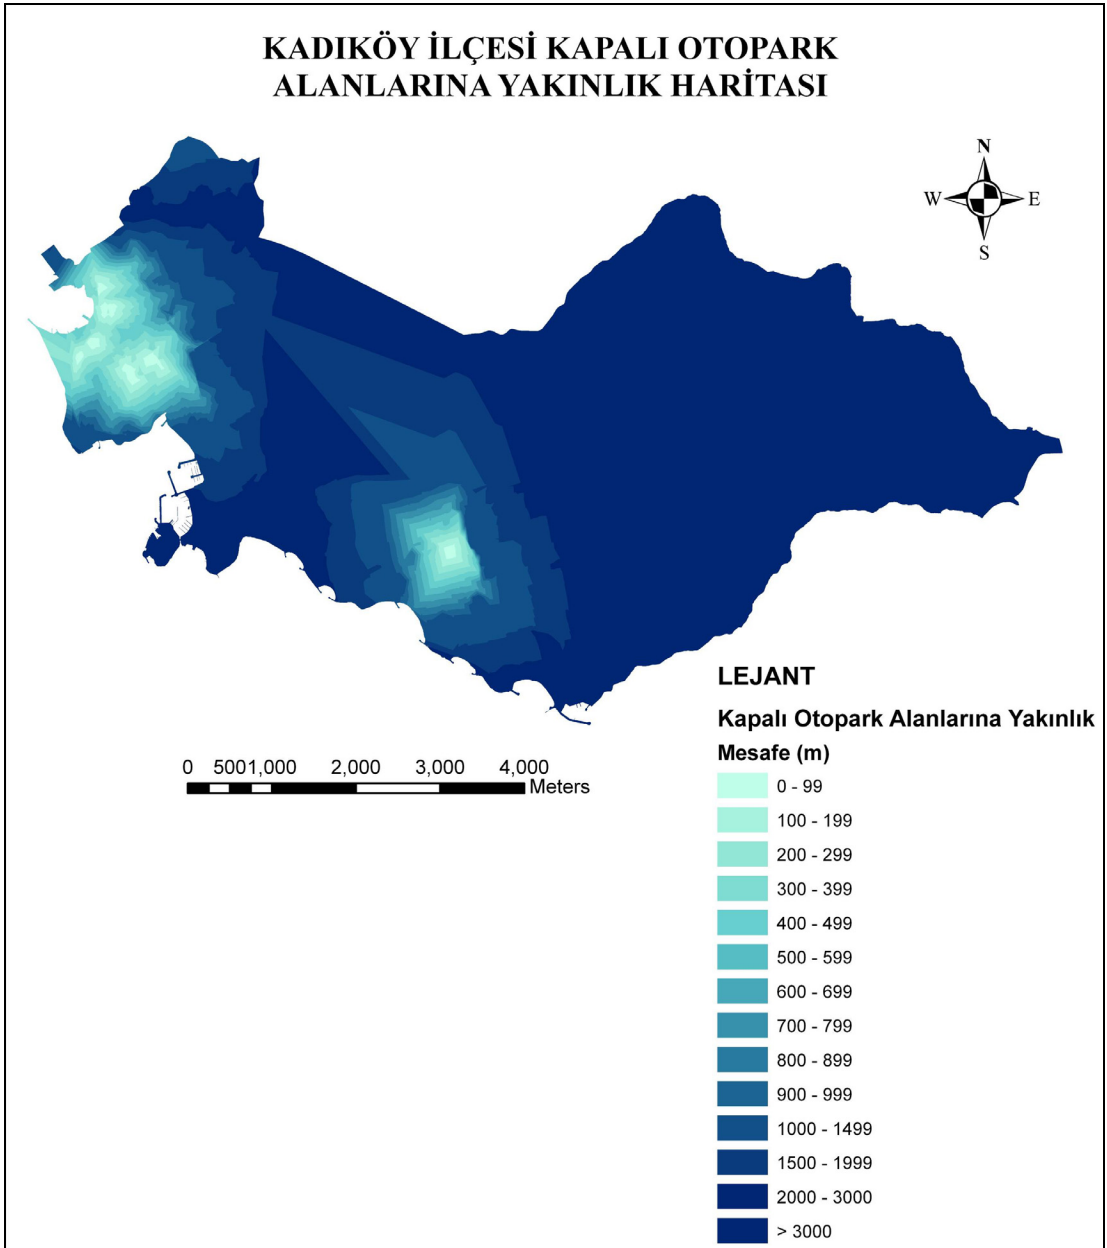 KADIKÖY İLÇESİ KAPALI OTOPARK
ALANLARINA YAKINLIK HARİTASI
N
W E
S
LEJANT
Kapalı Otopark Alanlarına Yakınlık
Mesafe (m)
0 5001,000 2,000 3,000 4,000
Meters
0 - 99
100 - 199
200 - 299
300 - 399
400 - 499
500 - 599
600 - 699
700 - 799
800 - 899
900 - 999
1000 - 1499
1500 - 1999
2000 - 3000
> 3000